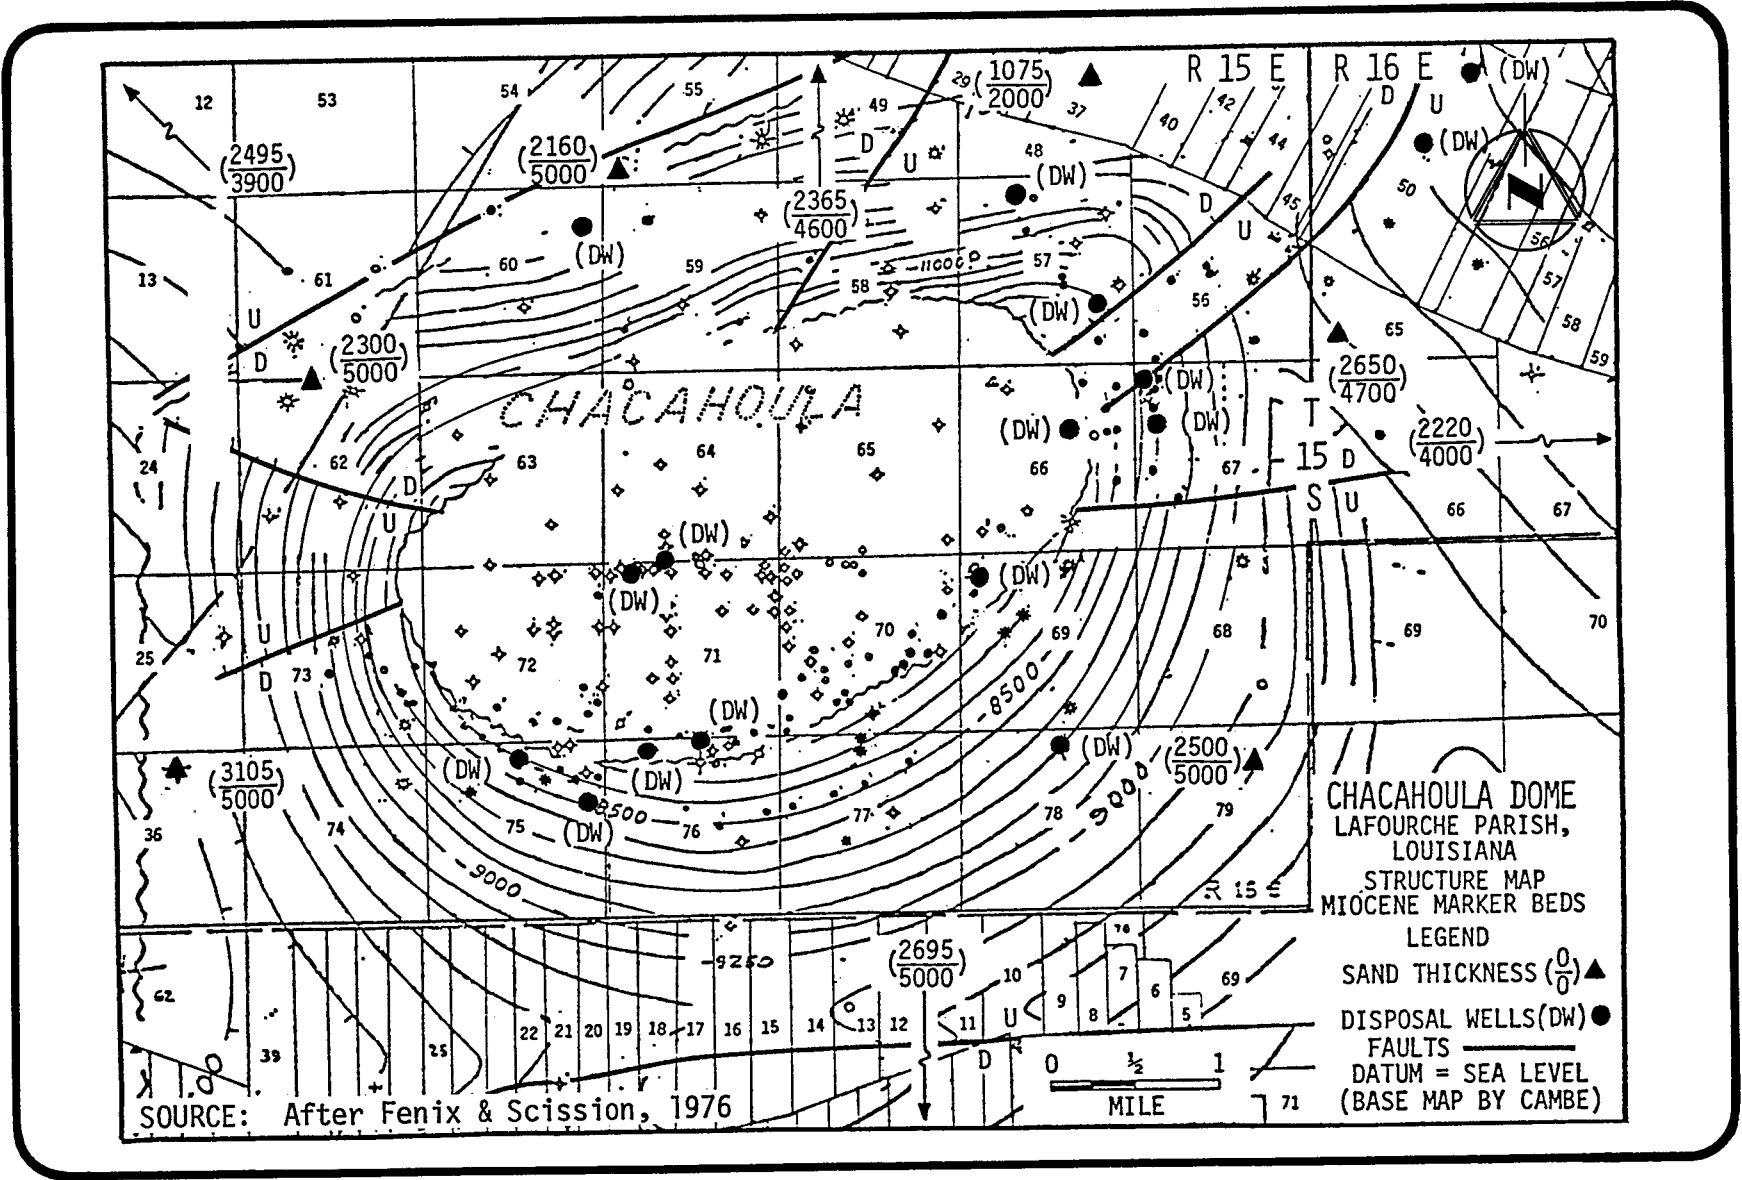 R 15 E
R 16 E
(DW)
12
53
54
55
49
29
(1075/2000)
37
40
42
44
D
U
(DW)
(2495/3900)
(2160/5000)
D
U
48
(DW)
45
50
N
56
13
61
60
(DW)
59
(2365/4600)
58
-11000
57
D
U
56
57
58
59
U
D
(2300/5000)
(DW)
65
(2650/4700)
CHACAHOULA
(DW)
(DW)
(DW)
T
15
S
(2220/4000)
24
62
63
64
65
66
67
D
U
D
U
66
67
(DW)
(DW)
(DW)
25
U
D
73
72
71
70
69
68
69
70
-8500-
(DW)
(DW)
(DW)
(DW)
(2500/5000)
(3105/5000)
36
74
75
(DW)
8500
76
77
78
-9000
79
-9000
R 15 E
-9250
(2695/5000)
62
39
25
22
21
20
19
18
17
16
15
14
13
12
11
10
9
8
7
6
5
76
69
U
D
00
CHACAHOULA DOME
LAFOURCHE PARISH,
LOUISIANA
STRUCTURE MAP
MIOCENE MARKER BEDS
LEGEND
SAND THICKNESS (0/0)
DISPOSAL WELLS(DW)
FAULTS
DATUM = SEA LEVEL
(BASE MAP BY CAMBE)
0 ½ 1
MILE
71
SOURCE: After Fenix & Scission, 1976